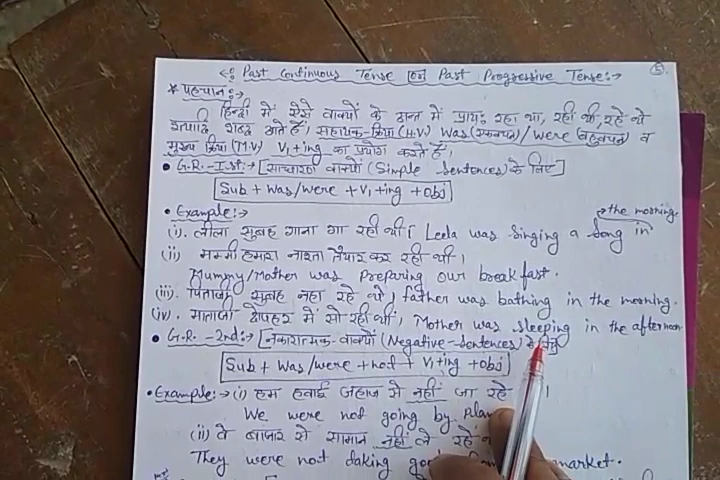 Past Continuous Tense or Past Progressive Tense:→ (5)
* पहचान:→
हिन्दी में ऐसे वाक्यों के अन्त में प्रायः रहा था, रही थी, रहे थे
इत्यादि शब्द आते हैं। सहायक-क्रिया (H.V) was (एकवचन) / were (बहुवचन) व
मुख्य क्रिया (M.V) V₁+ing का प्रयोग करते हैं।
• G.R.-Ist:→ [साधारण वाक्यों (Simple Sentences) के लिए]
Sub + was/were + V₁ +ing + obj
• Example:→
(i). लीला सुबह गाना गा रही थी। Leela was singing a song in the morning.
(ii) मम्मी हमारा नाश्ता तैयार कर रही थी।
Mummy/Mother was preparing our breakfast.
(iii). पिताजी सुबह नहा रहे थे। father was bathing in the morning.
(iv). माताजी दोपहर में सो रही थीं। Mother was sleeping in the afternoon
• G.R.-2nd:→ [नकारात्मक-वाक्यों (Negative-sentences) के
Sub + was/were + not + V₁+ing + obj
• Example:→ (i) हम हवाई जहाज से नहीं जा रहे ।
We were not going by
(ii) वे बाजार से सामान नहीं ले रहे
They were not taking market.